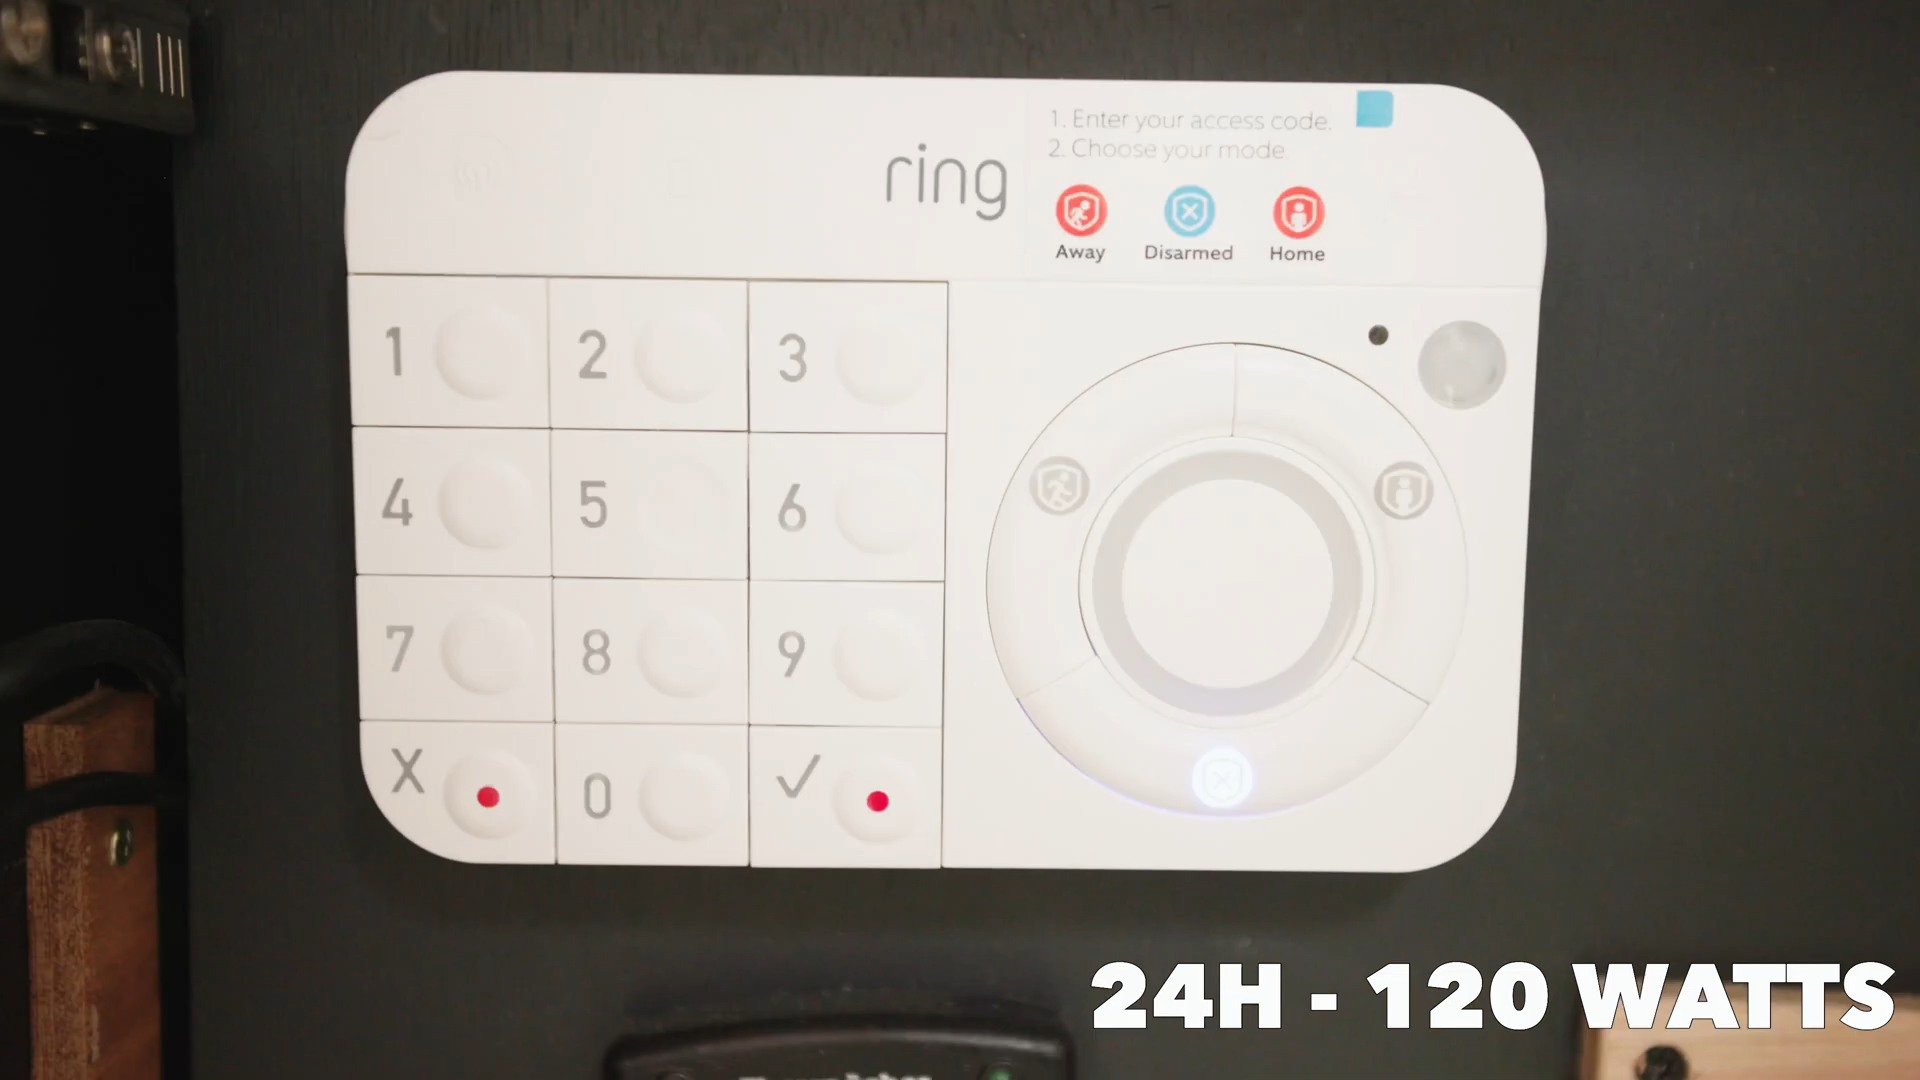 ring
1. Enter your access code.
2. Choose your mode.
Away Disarmed Home
1 2 3
4 5 6
7 8 9
X 0 ✓
24H - 120 WATTS